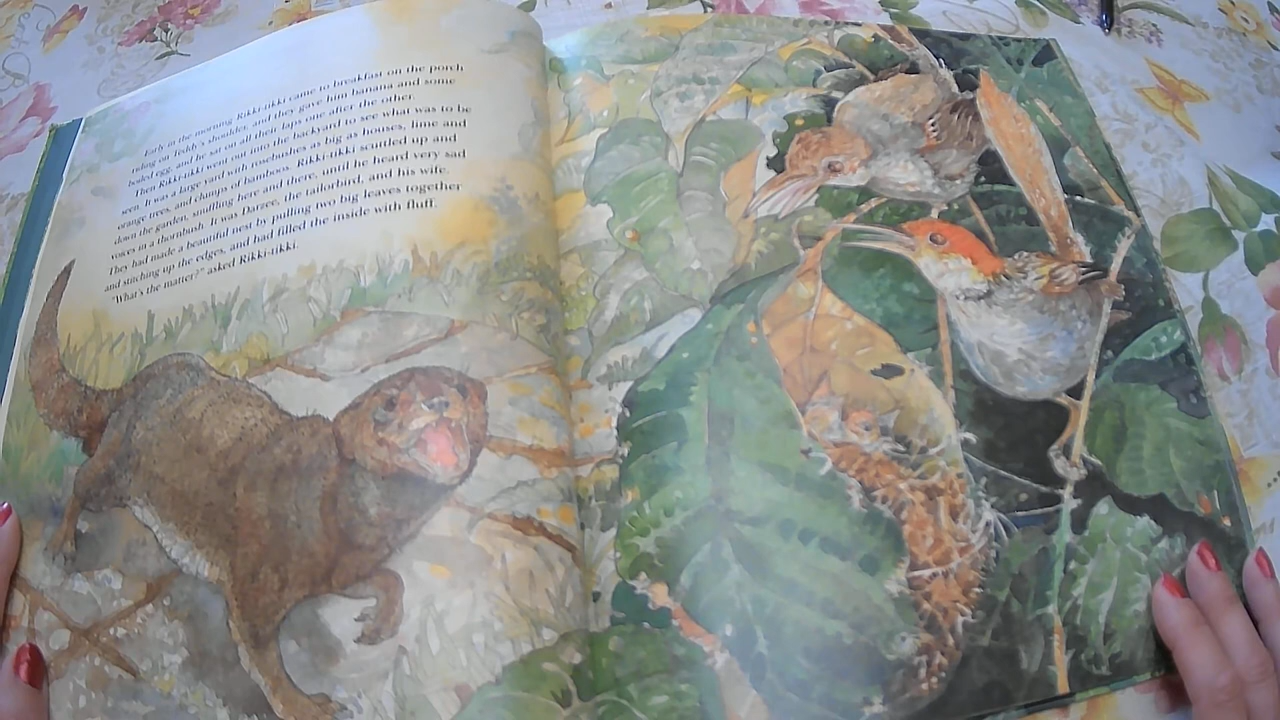 Early in the morning Rikki-tikki came to breakfast on the porch
riding on Teddy's shoulder, and they gave him banana and some
boiled egg, and he sat on all their laps one after the other.
Then Rikki-tikki went out into the backyard to see what was to be
seen. It was a large yard with rosebushes as big as houses, lime and
orange trees, and clumps of bamboos. Rikki-tikki scuttled up and
down the garden, snuffling here and there, until he heard very sad
voices in a thornbush. It was Darzee, the tailorbird, and his wife.
They had made a beautiful nest by pulling two big leaves together
and stitching up the edges, and had filled the inside with fluff.
"What's the matter?" asked Rikki-tikki.